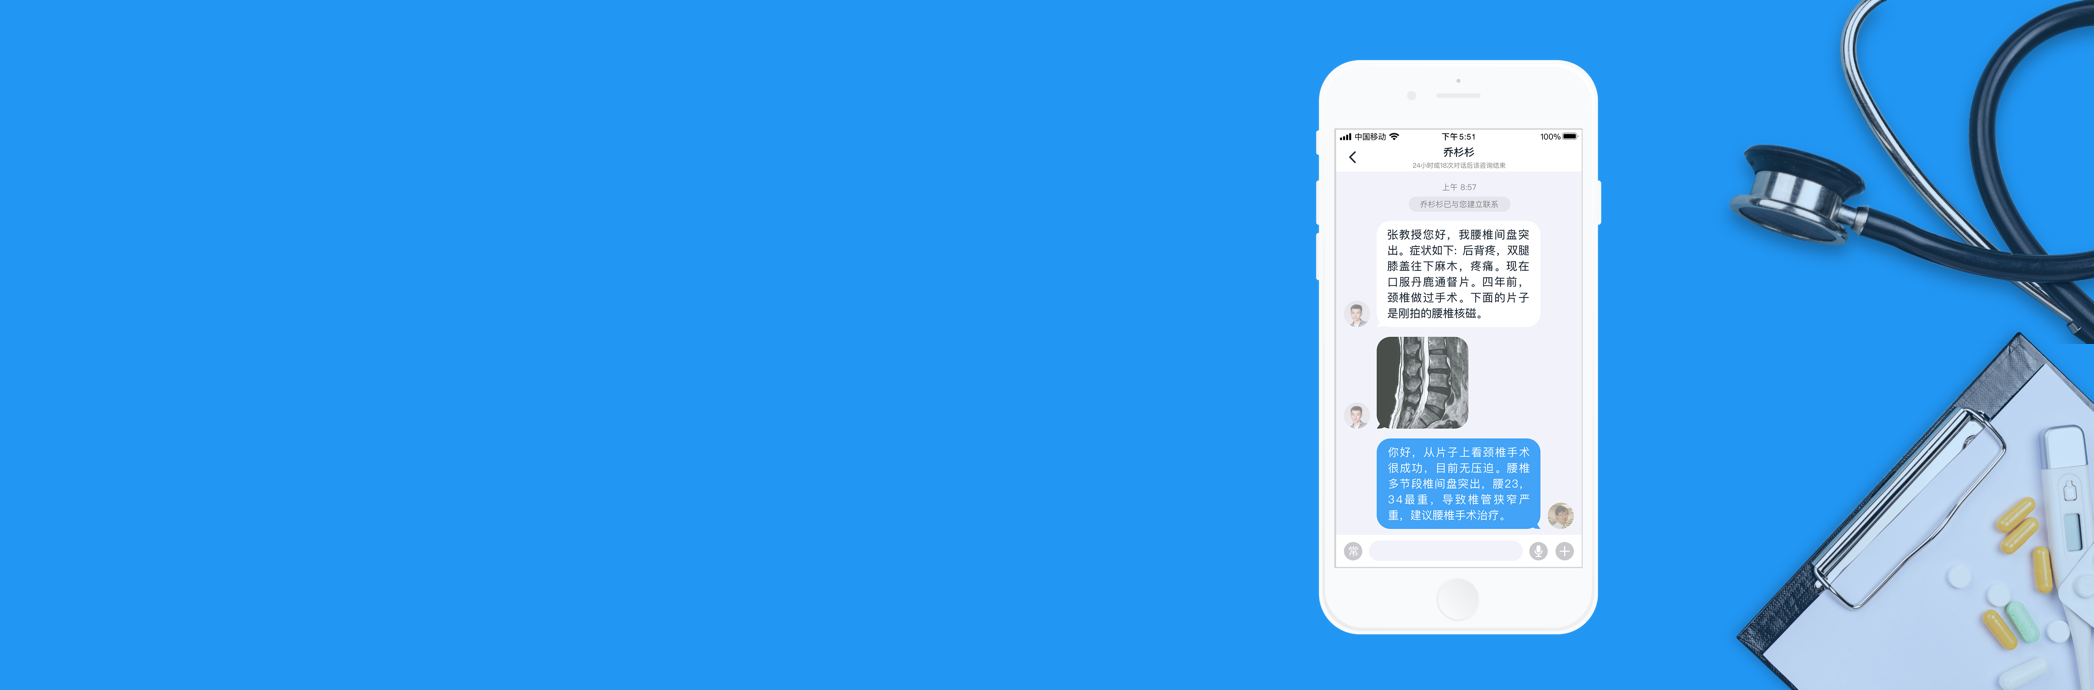 中国移动 下午5:51 100%
乔杉杉
24小时或18次对话后该咨询结束
上午 8:57
乔杉杉已与您建立联系
张教授您好，我腰椎间盘突
出。症状如下: 后背疼，双腿
膝盖往下麻木，疼痛。现在
口服丹鹿通督片。四年前，
颈椎做过手术。下面的片子
是刚拍的腰椎核磁。
你好，从片子上看颈椎手术
很成功，目前无压迫。腰椎
多节段椎间盘突出，腰23，
34最重，导致椎管狭窄严
重，建议腰椎手术治疗。
常